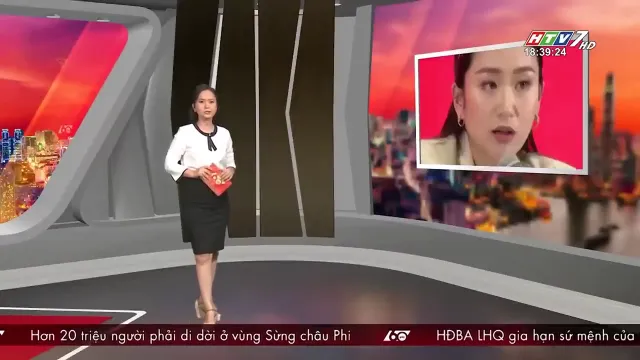 HTV7 HD
18:39:24
Hơn 20 triệu người phải di dời ở vùng Sừng châu Phi
60
HĐBA LHQ gia hạn sứ mệnh của